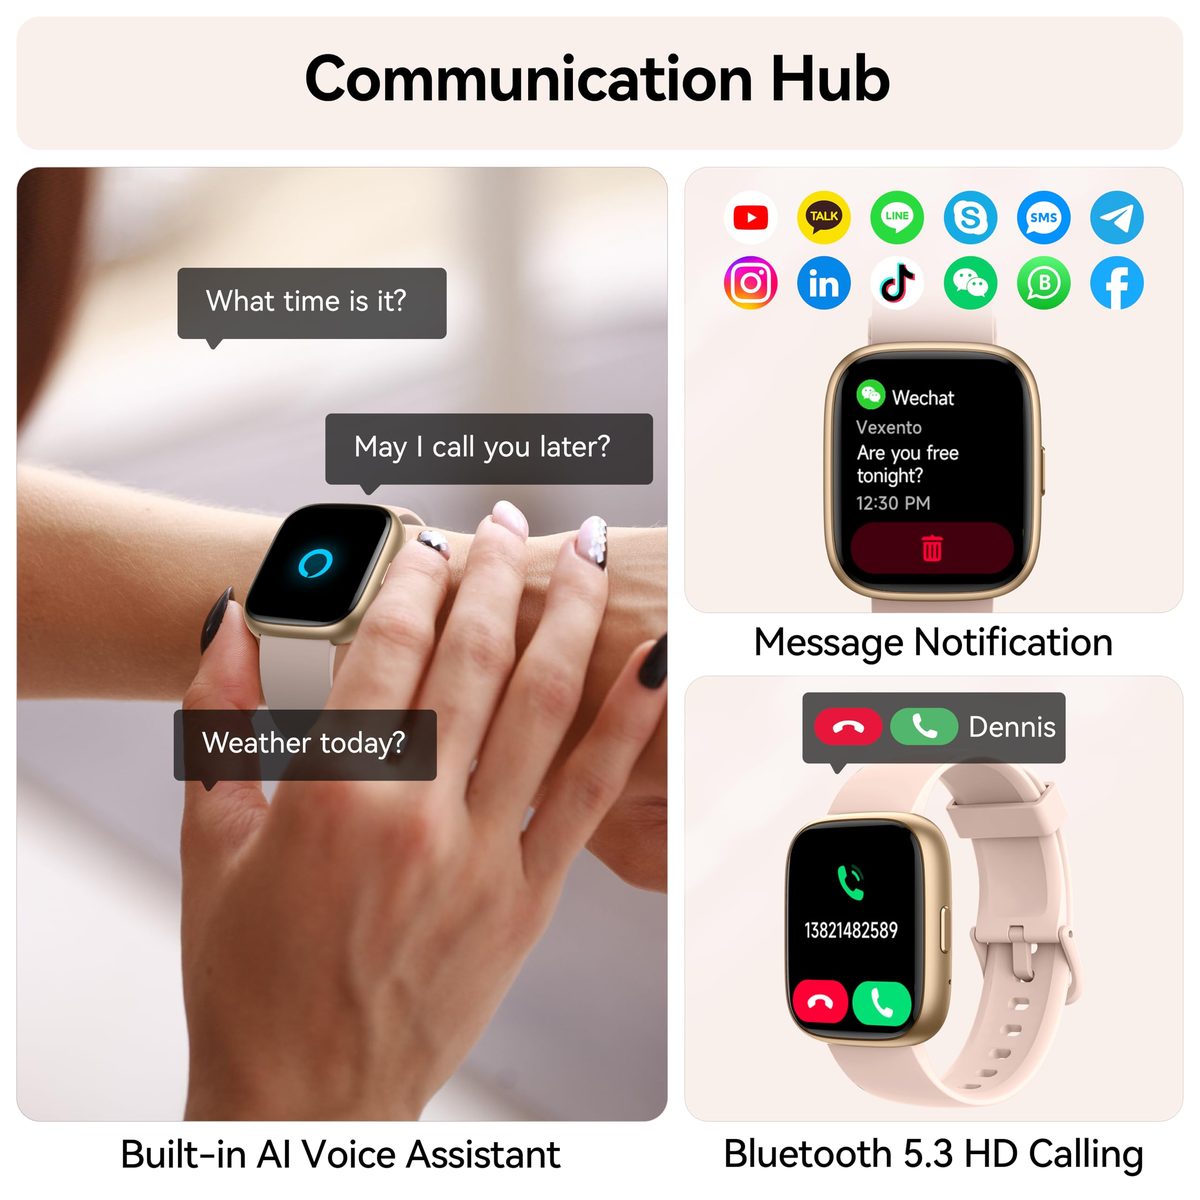 Communication Hub
What time is it?
May I call you later?
Weather today?
Built-in AI Voice Assistant
TALK
LINE
SMS
in
B
f
Wechat
Vexento
Are you free
tonight?
12:30 PM
Message Notification
Dennis
13821482589
Bluetooth 5.3 HD Calling